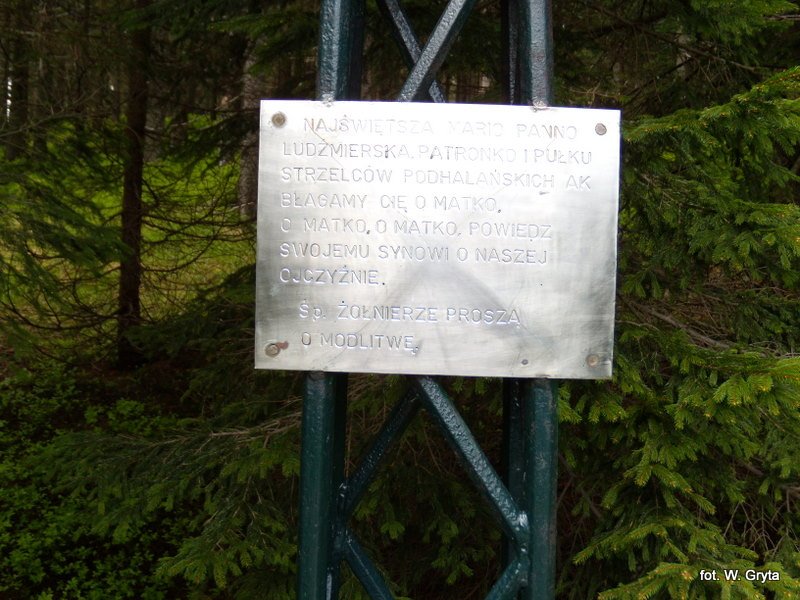 NAJŚWIĘTSZA MARIO PANNO
LUDŹMIERSKA, PATRONKO I PUŁKU
STRZELCÓW PODHALAŃSKICH AK
BŁAGAMY CIĘ O MATKO,
O MATKO, O MATKO, POWIEDZ
SWOJEMU SYNOWI O NASZEJ
OJCZYŹNIE.
ŚP. ŻOŁNIERZE PROSZĄ
O MODLITWĘ.
fot. W. Gryta